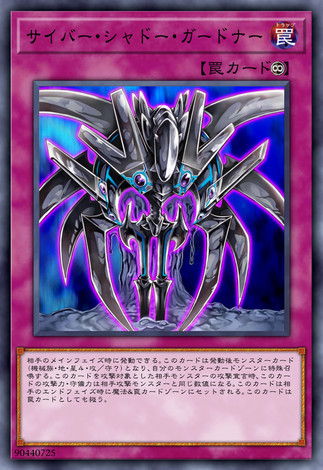 サイバー・シャドー・ガードナー
罠
トラップ
【罠カード♾】
相手のメインフェイズ時に発動できる。このカードは発動後モンスターカード
(機械族・地・星4・攻/守?)となり、自分のモンスターカードゾーンに特殊召
喚する。このカードを攻撃対象とした相手モンスターの攻撃宣言時、このカー
ドの攻撃力・守備力は相手攻撃モンスターと同じ数値になる。このカードは相手
のエンドフェイズ時に魔法&罠カードゾーンにセットされる。このカードは
罠カードとしても扱う。
90440725